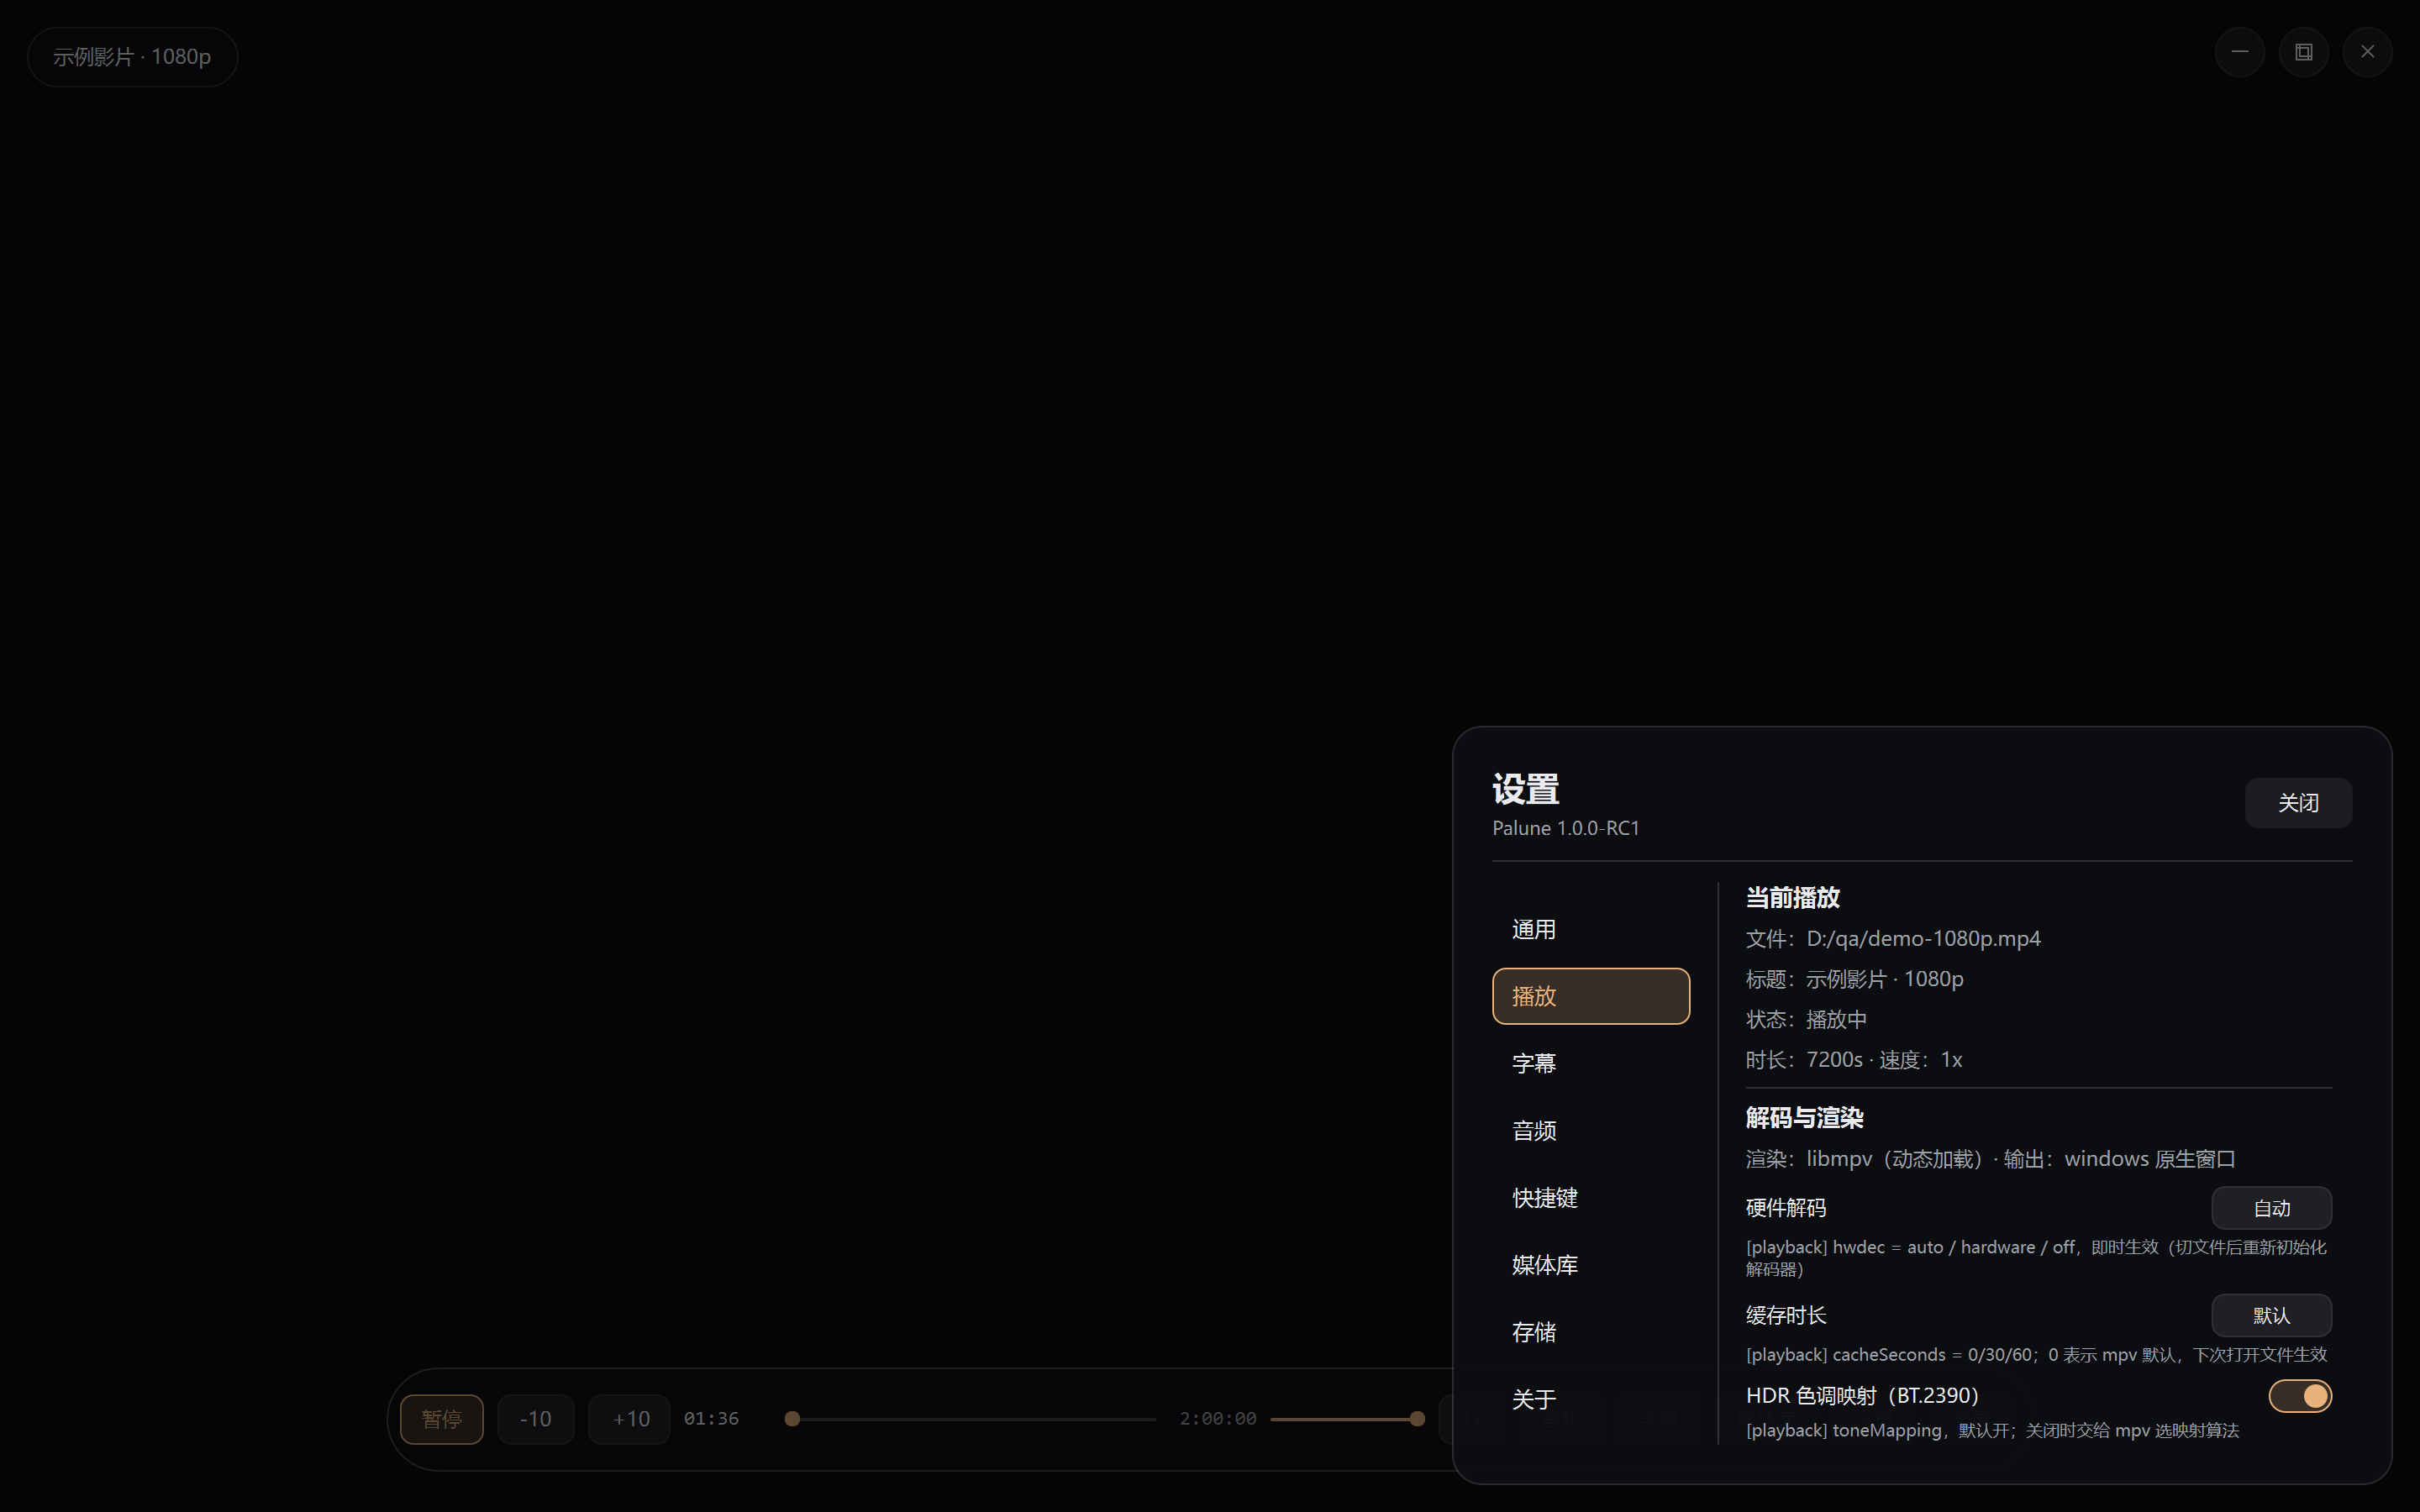 示例影片 · 1080p
设置
Palune 1.0.0-RC1
关闭
通用
播放
字幕
音频
快捷键
媒体库
存储
关于
当前播放
文件：D:/qa/demo-1080p.mp4
标题：示例影片 · 1080p
状态：播放中
时长：7200s · 速度：1x
解码与渲染
渲染：libmpv（动态加载）· 输出：windows 原生窗口
硬件解码
自动
[playback] hwdec = auto / hardware / off，即时生效（切文件后重新初始化
解码器）
缓存时长
默认
[playback] cacheSeconds = 0/30/60；0 表示 mpv 默认，下次打开文件生效
HDR 色调映射（BT.2390）
[playback] toneMapping，默认开；关闭时交给 mpv 选映射算法
暂停 -10 +10 01:36 2:00:00